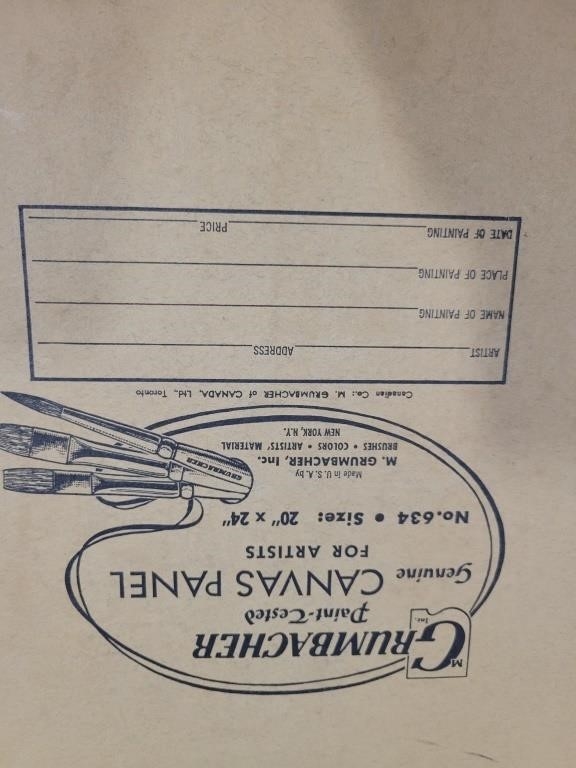 M. GRUMBACHER Inc.
Paint-Tested
Genuine CANVAS PANEL
FOR ARTISTS
No.634 • Size: 20" x 24"
GRUMBACHER
Made in U.S.A. by
M. GRUMBACHER, Inc.
BRUSHES • COLORS • ARTISTS' MATERIAL
NEW YORK, N.Y.
Canadian Co.: M. GRUMBACHER of CANADA, Ltd., Toronto
ARTIST ADDRESS
NAME OF PAINTING
PLACE OF PAINTING
DATE OF PAINTING PRICE